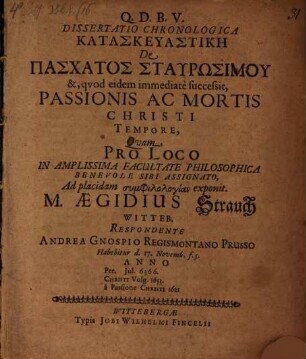 Q. D. B. V.
DISSERTATIO CHRONOLOGICA
ΚΑΤΑΣΚΕΥΑΣΤΙΚΗ
De
ΠΑΣΧΑΤΟΣ ΣΤΑΥΡΩΣΙΜΟΥ
&, qvod eidem immediatè succeſſit,
PASSIONIS AC MORTIS
CHRISTI
TEMPORE,
Qvam
PRO LOCO
IN AMPLISSIMA FACULTATE PHILOSOPHICA
BENEVOLE SIBI ASSIGNATO,
Ad placidam συμφιλολογίαν exponit.
M. ÆGIDIUS Strauch
WITTEB.
RESPONDENTE
ANDREA GNOSPIO REGISMONTANO PRUSSO
Habebitur d. 17. Novemb. ſ.
ANNO
Per. Jul. 6366.
CHRISTI Vulg. 1653.
à Paſsione CHRISTI 1621
WITTEBERGÆ
Typis JOBI WILHELMI FINCELII